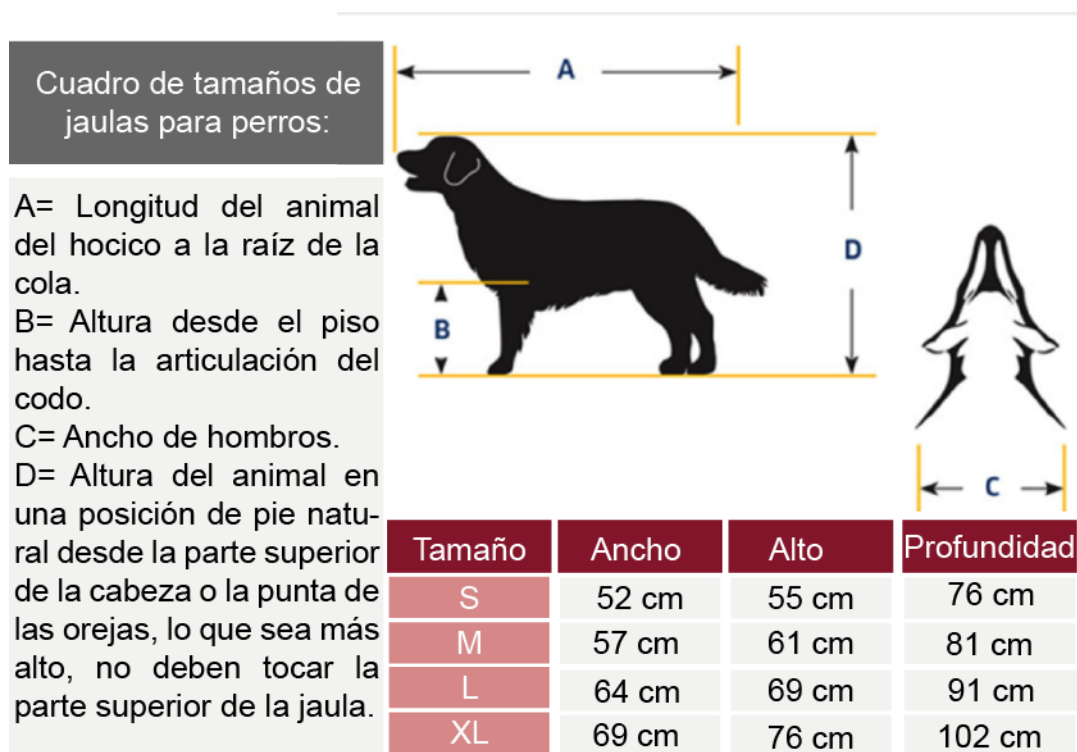 Cuadro de tamaños de
jaulas para perros:
A= Longitud del animal
del hocico a la raíz de la
cola.
B= Altura desde el piso
hasta la articulación del
codo.
C= Ancho de hombros.
D= Altura del animal en
una posición de pie natu-
ral desde la parte superior
de la cabeza o la punta de
las orejas, lo que sea más
alto, no deben tocar la
parte superior de la jaula.
A
B
D
C
Tamaño Ancho Alto Profundidad
S 52 cm 55 cm 76 cm
M 57 cm 61 cm 81 cm
L 64 cm 69 cm 91 cm
XL 69 cm 76 cm 102 cm